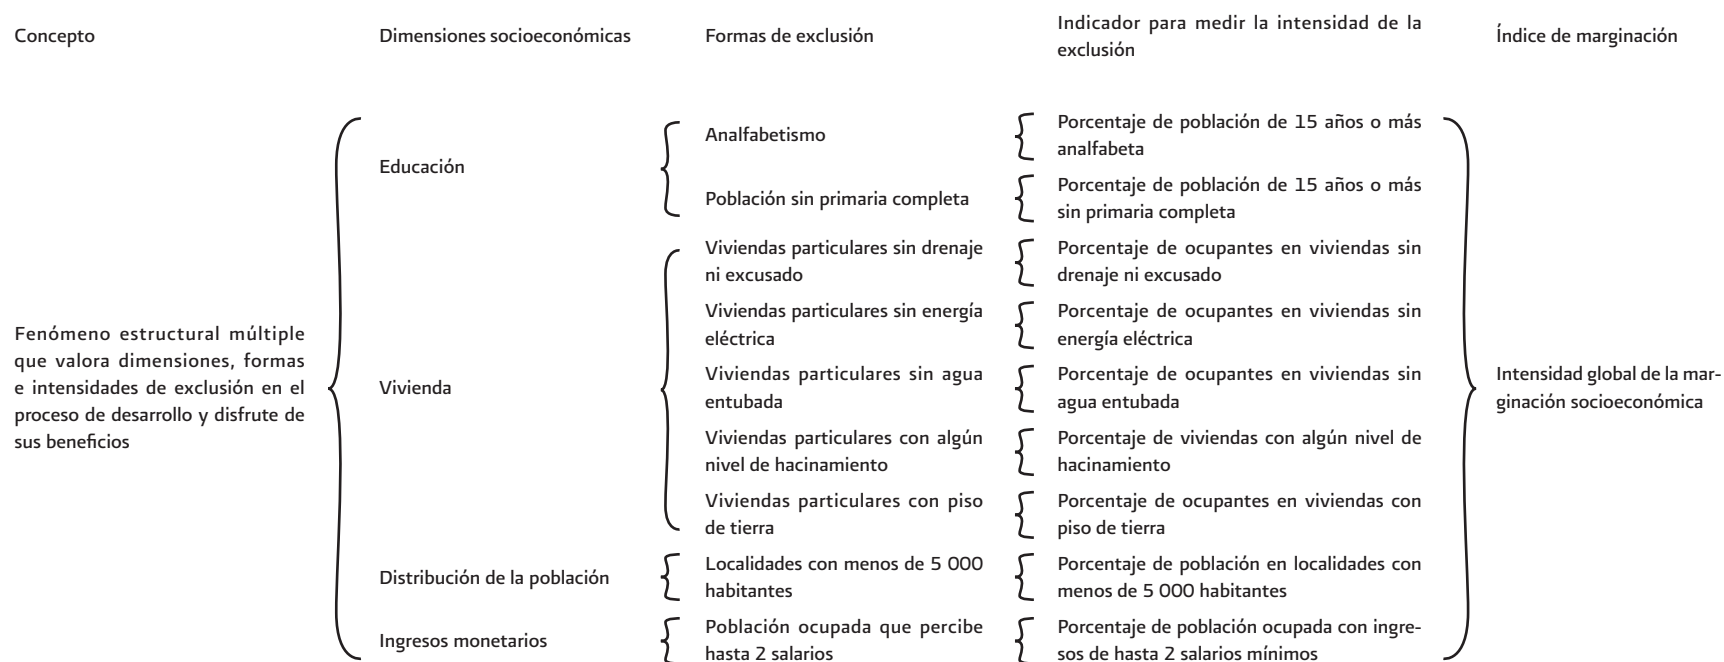 Concepto
Dimensiones socioeconómicas
Formas de exclusión
Indicador para medir la intensidad de la
exclusión
Índice de marginación
Fenómeno estructural múltiple
que valora dimensiones, formas
e intensidades de exclusión en el
proceso de desarrollo y disfrute de
sus beneficios
Educación
Analfabetismo
Porcentaje de población de 15 años o más
analfabeta
Población sin primaria completa
Porcentaje de población de 15 años o más
sin primaria completa
Vivienda
Viviendas particulares sin drenaje
ni excusado
Porcentaje de ocupantes en viviendas sin
drenaje ni excusado
Viviendas particulares sin energía
eléctrica
Porcentaje de ocupantes en viviendas sin
energía eléctrica
Viviendas particulares sin agua
entubada
Porcentaje de ocupantes en viviendas sin
agua entubada
Viviendas particulares con algún
nivel de hacinamiento
Porcentaje de viviendas con algún nivel de
hacinamiento
Viviendas particulares con piso
de tierra
Porcentaje de ocupantes en viviendas con
piso de tierra
Distribución de la población
Localidades con menos de 5 000
habitantes
Porcentaje de población en localidades con
menos de 5 000 habitantes
Ingresos monetarios
Población ocupada que percibe
hasta 2 salarios
Porcentaje de población ocupada con ingre-
sos de hasta 2 salarios mínimos
Intensidad global de la mar-
ginación socioeconómica